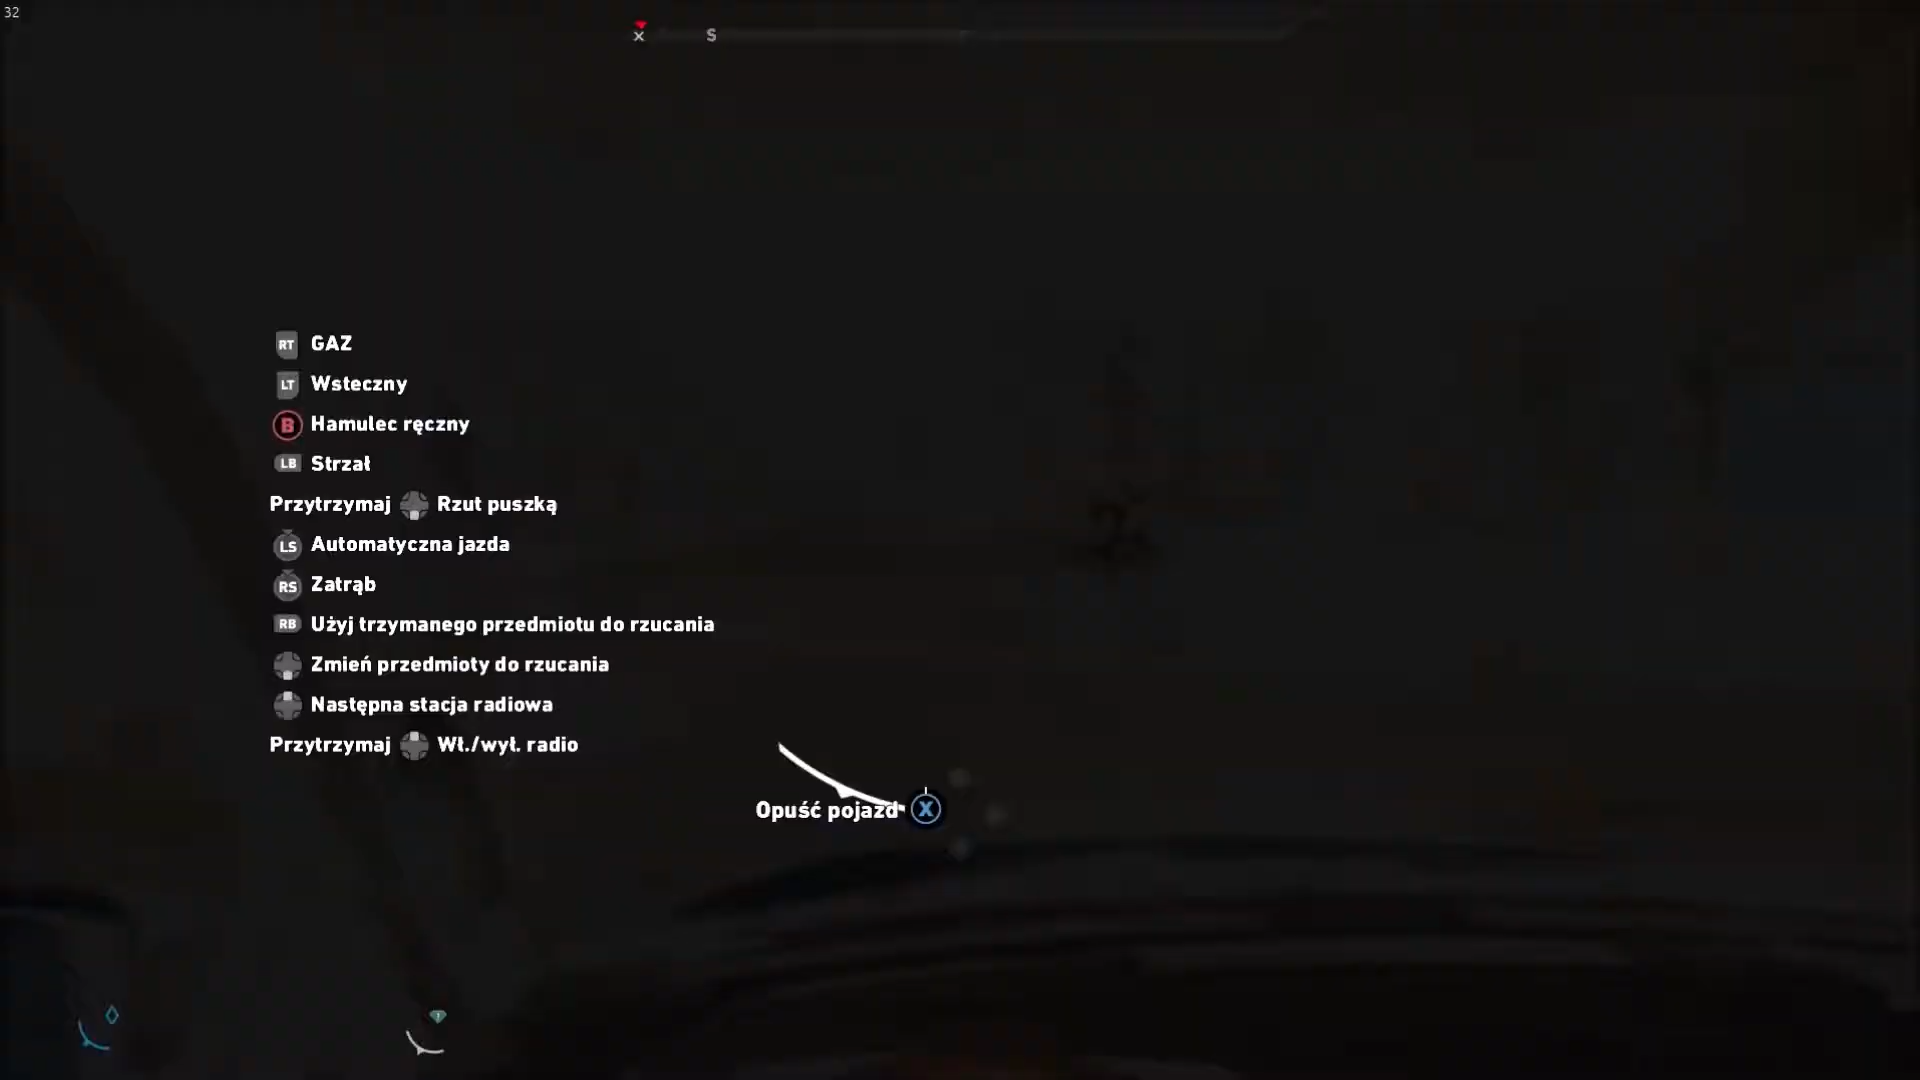 32
x S
RT GAZ
LT Wsteczny
B Hamulec ręczny
LB Strzał
Przytrzymaj Rzut puszką
LS Automatyczna jazda
RS Zatrąb
RB Użyj trzymanego przedmiotu do rzucania
Zmień przedmioty do rzucania
Następna stacja radiowa
Przytrzymaj Wł./wył. radio
Opuść pojazd X